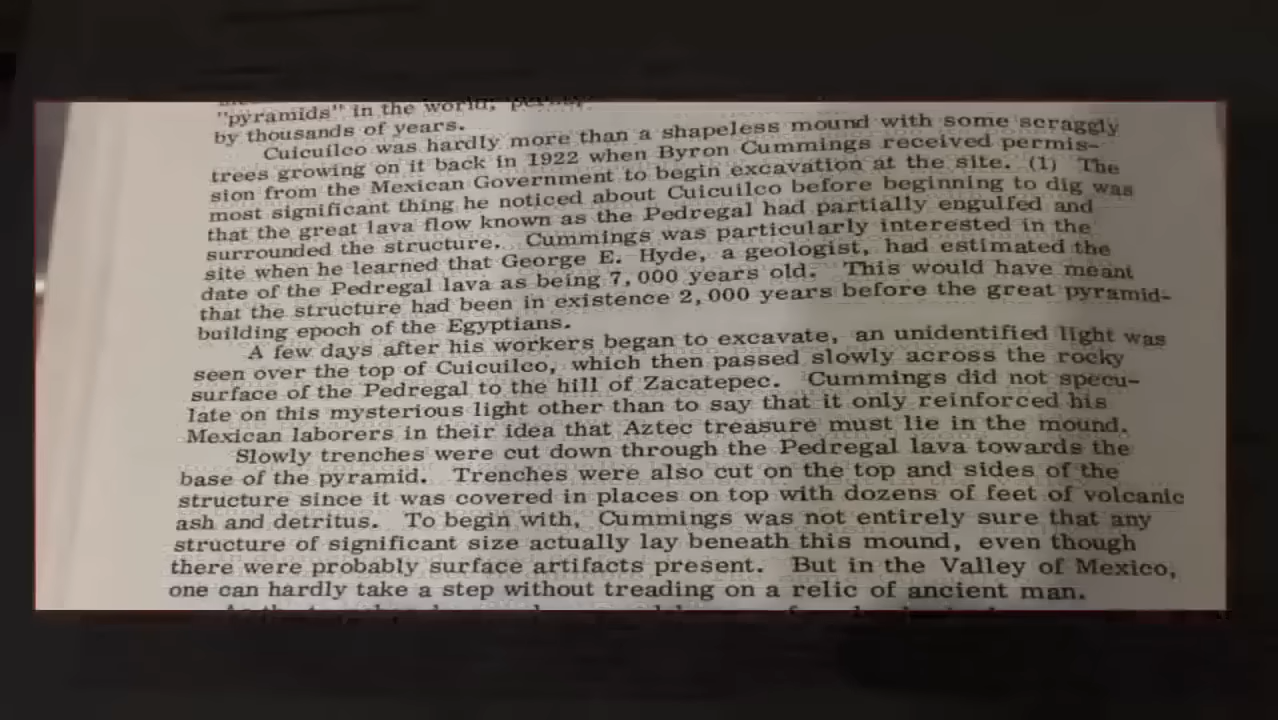 "pyramids" in the world;
by thousands of years.
Cuicuilco was hardly more than a shapeless mound with some scraggly
trees growing on it back in 1922 when Byron Cummings received permis-
sion from the Mexican Government to begin excavation at the site. (1) The
most significant thing he noticed about Cuicuilco before beginning to dig was
that the great lava flow known as the Pedregal had partially engulfed and
surrounded the structure. Cummings was particularly interested in the
site when he learned that George E. Hyde, a geologist, had estimated the
date of the Pedregal lava as being 7,000 years old. This would have meant
that the structure had been in existence 2,000 years before the great pyramid-
building epoch of the Egyptians.
A few days after his workers began to excavate, an unidentified light was
seen over the top of Cuicuilco, which then passed slowly across the rocky
surface of the Pedregal to the hill of Zacatepec. Cummings did not specu-
late on this mysterious light other than to say that it only reinforced his
Mexican laborers in their idea that Aztec treasure must lie in the mound.
Slowly trenches were cut down through the Pedregal lava towards the
base of the pyramid. Trenches were also cut on the top and sides of the
structure since it was covered in places on top with dozens of feet of volcanic
ash and detritus. To begin with, Cummings was not entirely sure that any
structure of significant size actually lay beneath this mound, even though
there were probably surface artifacts present. But in the Valley of Mexico,
one can hardly take a step without treading on a relic of ancient man.